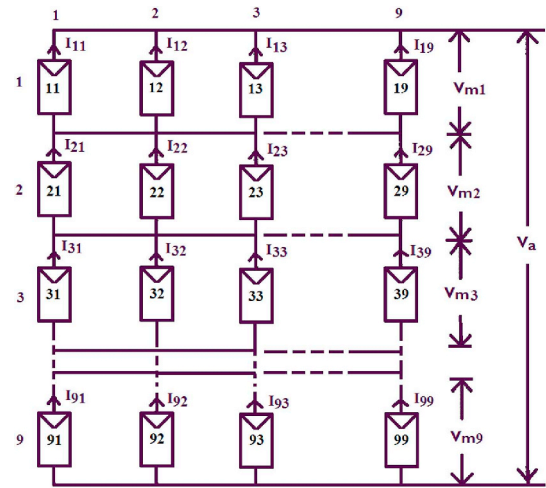 1 2 3 9
I11 I12 I13 I19
1 11 12 13 19 Vm1
I21 I22 I23 I29
2 21 22 23 29 Vm2
Va
I31 I32 I33 I39
3 31 32 33 39 Vm3
I91 I92 I93 I99
9 91 92 93 99 Vm9